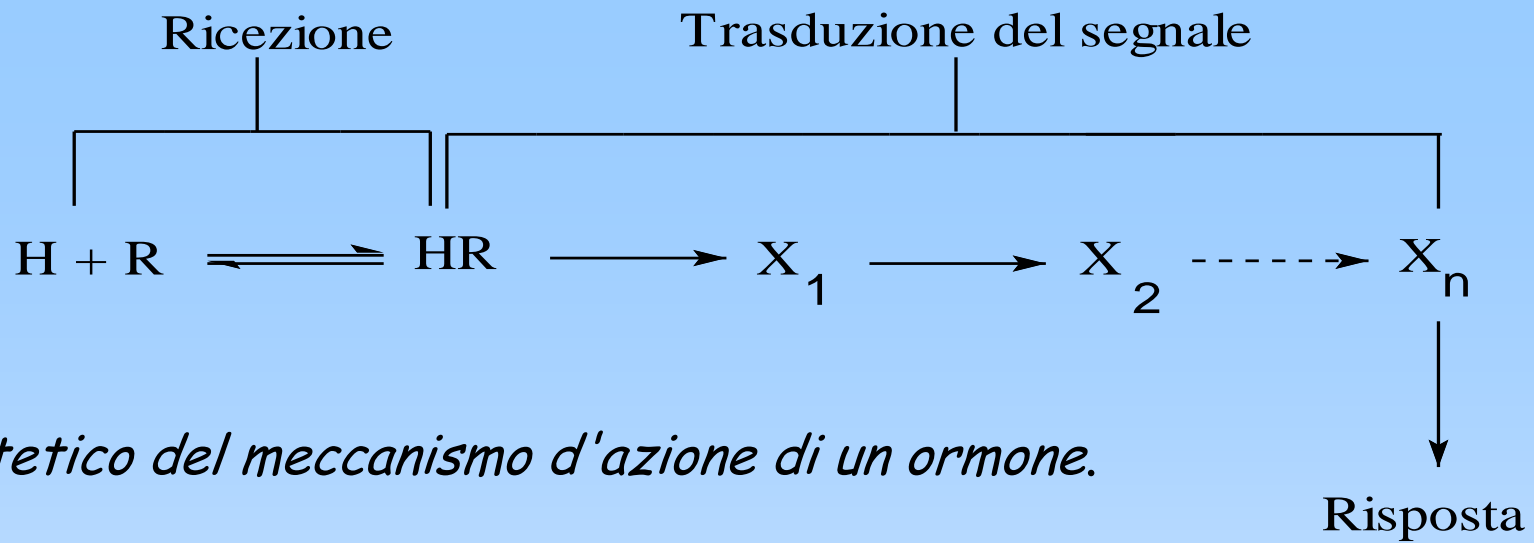 Ricezione
Trasduzione del segnale
H + R HR X1 X2 Xn
tetico del meccanismo d'azione di un ormone.
Risposta